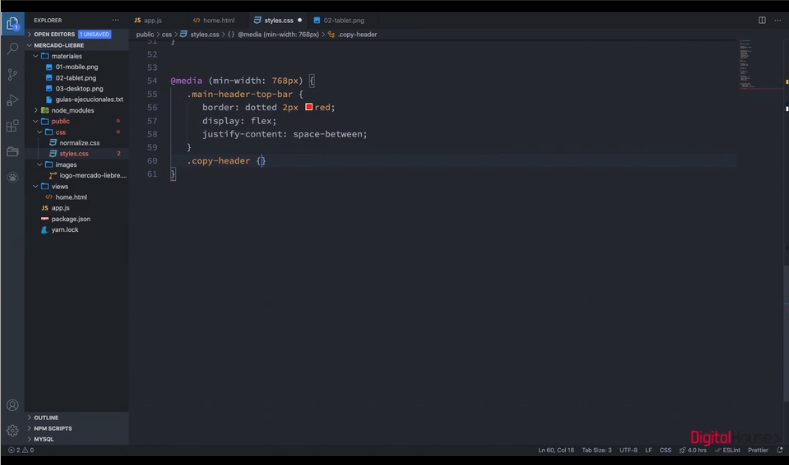 EXPLORER
OPEN EDITORS 1 UNSAVED
MERCADO-LIEBRE
materiales
01-mobile.png
02-tablet.png
03-desktop.png
guias-ejecucionales.txt
node_modules
public
css
normalize.css
styles.css 2
images
logo-mercado-liebre....
views
home.html
JS app.js
package.json
yarn.lock
OUTLINE
NPM SCRIPTS
MYSQL
JS app.js
home.html
styles.css
02-tablet.png
public > css > styles.css > {} @media (min-width: 768px) > .copy-header
51 }
52
53
54 @media (min-width: 768px) {
55 .main-header-top-bar {
56 border: dotted 2px red;
57 display: flex;
58 justify-content: space-between;
59 }
60 .copy-header {}
61 }
DigitalHouse>
2 0 Ln 60, Col 18 Tab Size: 3 UTF-8 LF CSS 4.0 hrs ESLint Prettier